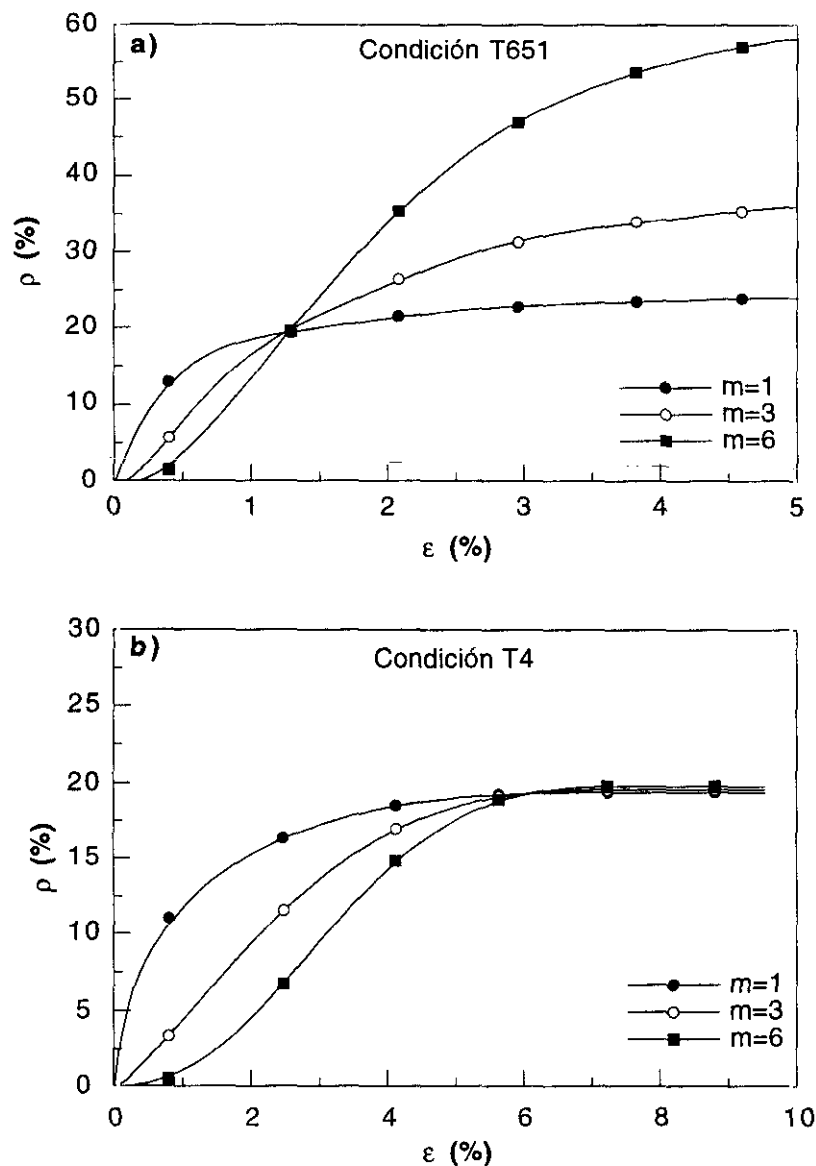 a)
Condición T651
60
50
40
30
20
10
0
ρ (%)
m=1
m=3
m=6
0 1 2 3 4 5
ε (%)
b)
Condición T4
30
25
20
15
10
5
0
ρ (%)
m=1
m=3
m=6
0 2 4 6 8 10
ε (%)